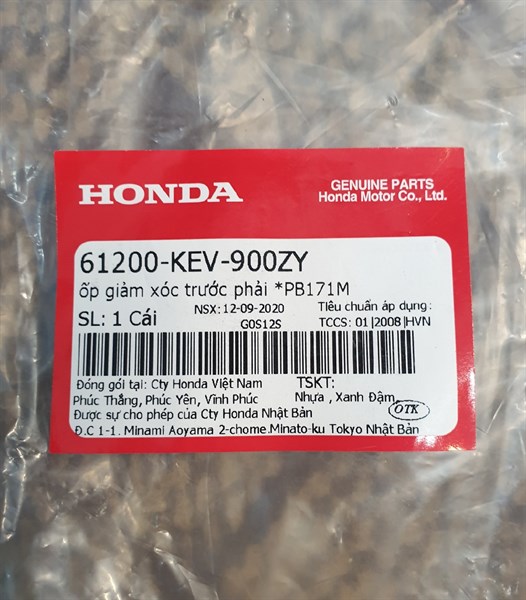 HONDA
GENUINE PARTS
Honda Motor Co., Ltd.
61200-KEV-900ZY
ốp giảm xóc trước phải *PB171M
SL: 1 Cái
NSX: 12-09-2020
G0S12S
Tiêu chuẩn áp dụng:
TCCS: 01|2008|HVN
Đóng gói tại: Cty Honda Việt Nam
TSKT:
Phúc Thắng, Phúc Yên, Vĩnh Phúc
Nhựa , Xanh Đậm,
Được sự cho phép của Cty Honda Nhật Bản
OTK
Đ.C 1-1. Minami Aoyama 2-chome.Minato-ku Tokyo Nhật Bản